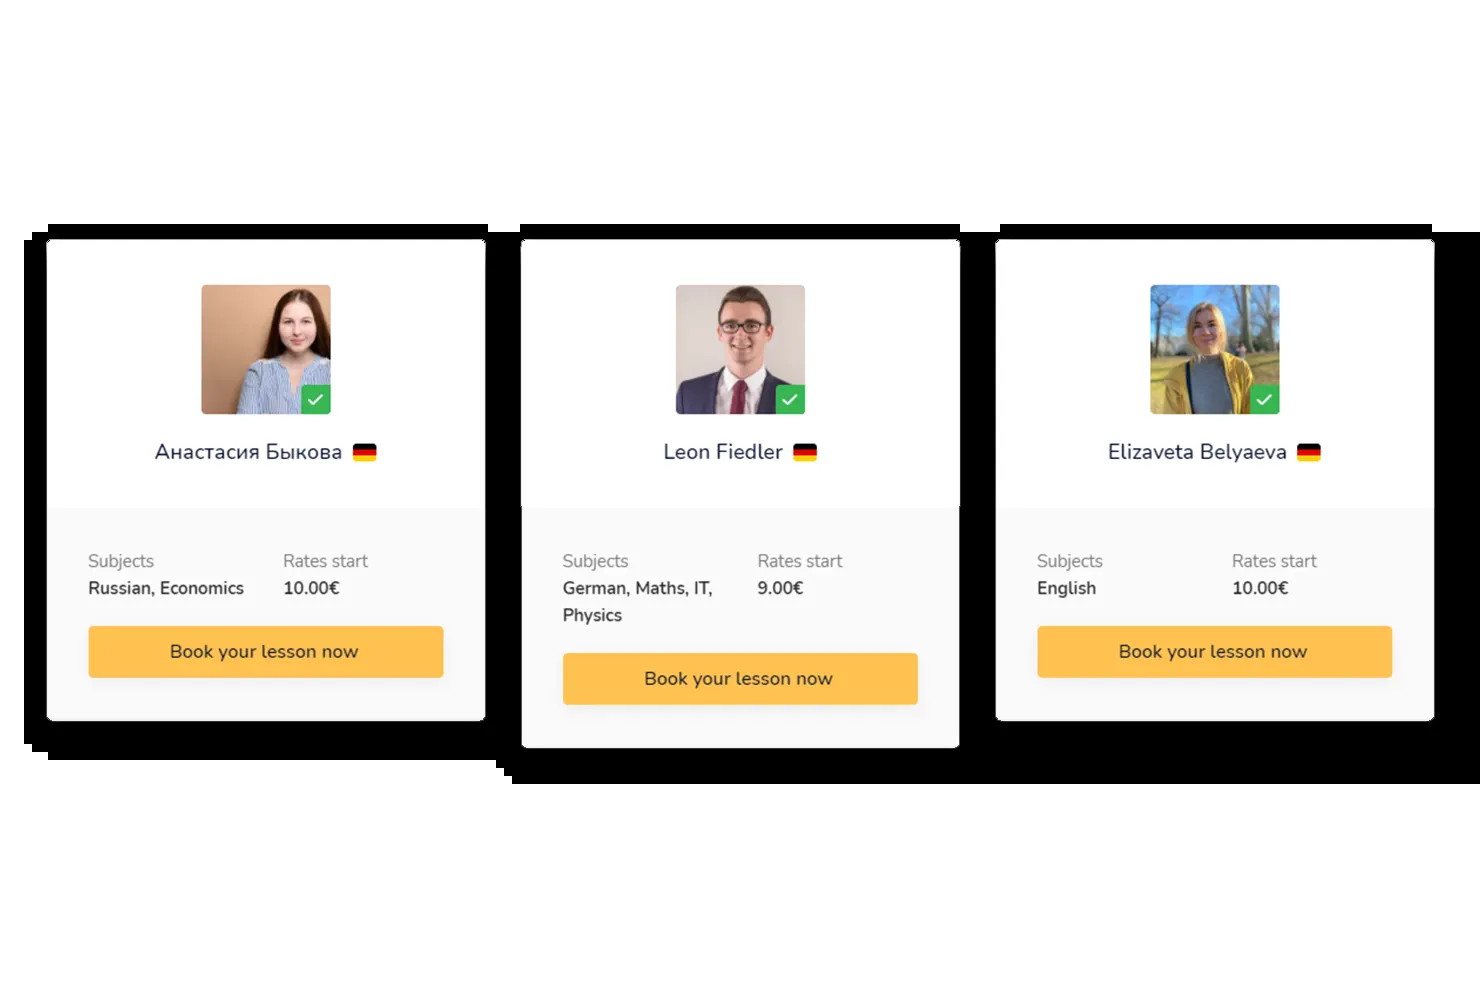 Анастасия Быкова
Subjects
Rates start
Russian, Economics
10.00€
Book your lesson now
Leon Fiedler
Subjects
Rates start
German, Maths, IT,
9.00€
Physics
Book your lesson now
Elizaveta Belyaeva
Subjects
Rates start
English
10.00€
Book your lesson now